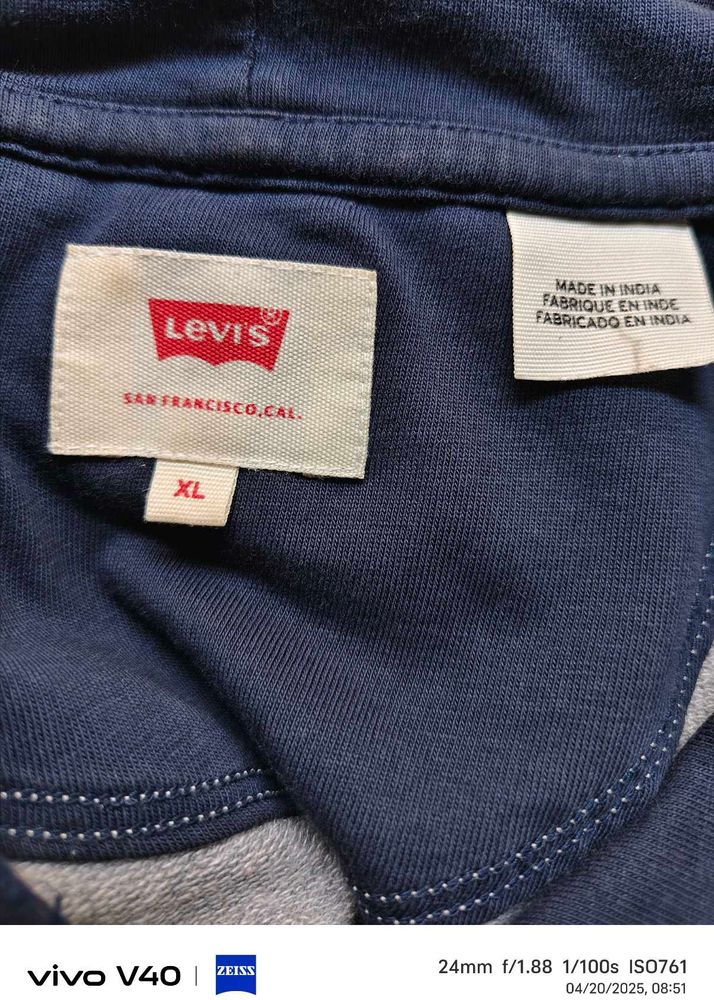 LEVI'S®
SAN FRANCISCO, CAL.
XL
MADE IN INDIA
FABRIQUE EN INDE
FABRICADO EN INDIA
vivo V40
ZEISS
24mm f/1.88 1/100s ISO761
04/20/2025, 08:51